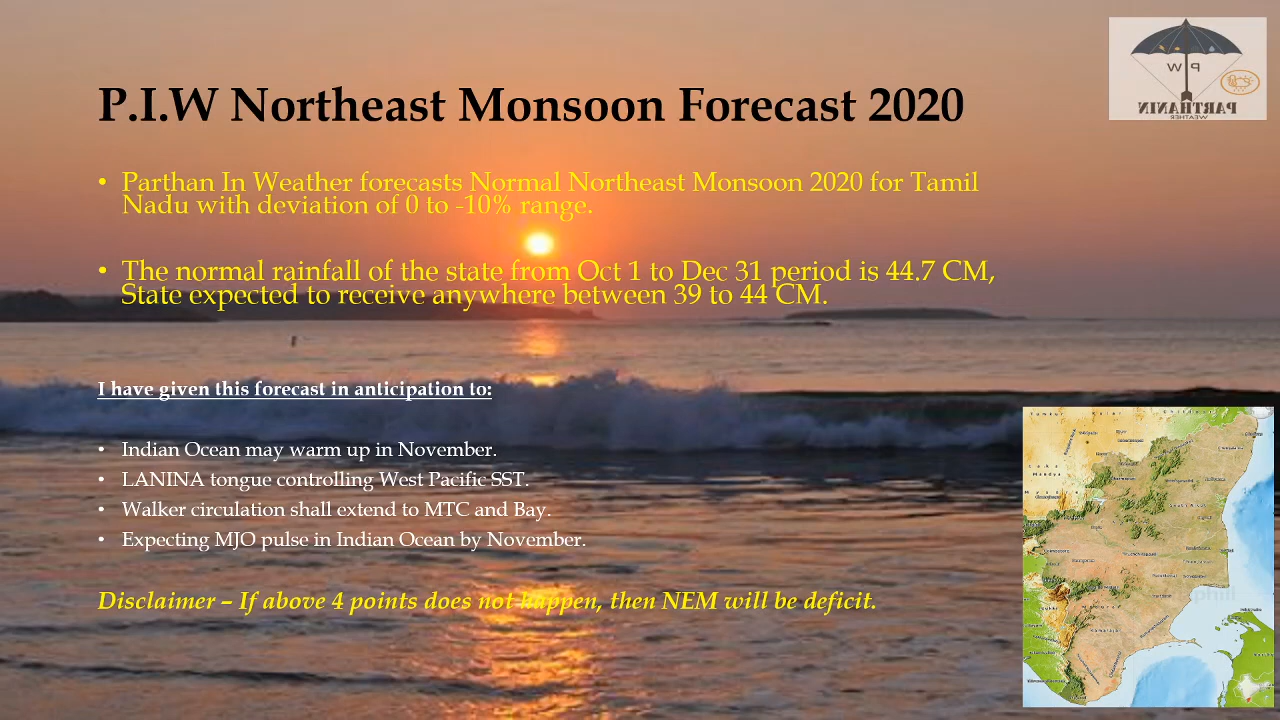 P.I.W Northeast Monsoon Forecast 2020
P W
PARTHANIN
WEATHER
• Parthan In Weather forecasts Normal Northeast Monsoon 2020 for Tamil
Nadu with deviation of 0 to -10% range.
• The normal rainfall of the state from Oct 1 to Dec 31 period is 44.7 CM,
State expected to receive anywhere between 39 to 44 CM.
I have given this forecast in anticipation to:
• Indian Ocean may warm up in November.
• LANINA tongue controlling West Pacific SST.
• Walker circulation shall extend to MTC and Bay.
• Expecting MJO pulse in Indian Ocean by November.
Disclaimer – If above 4 points does not happen, then NEM will be deficit.